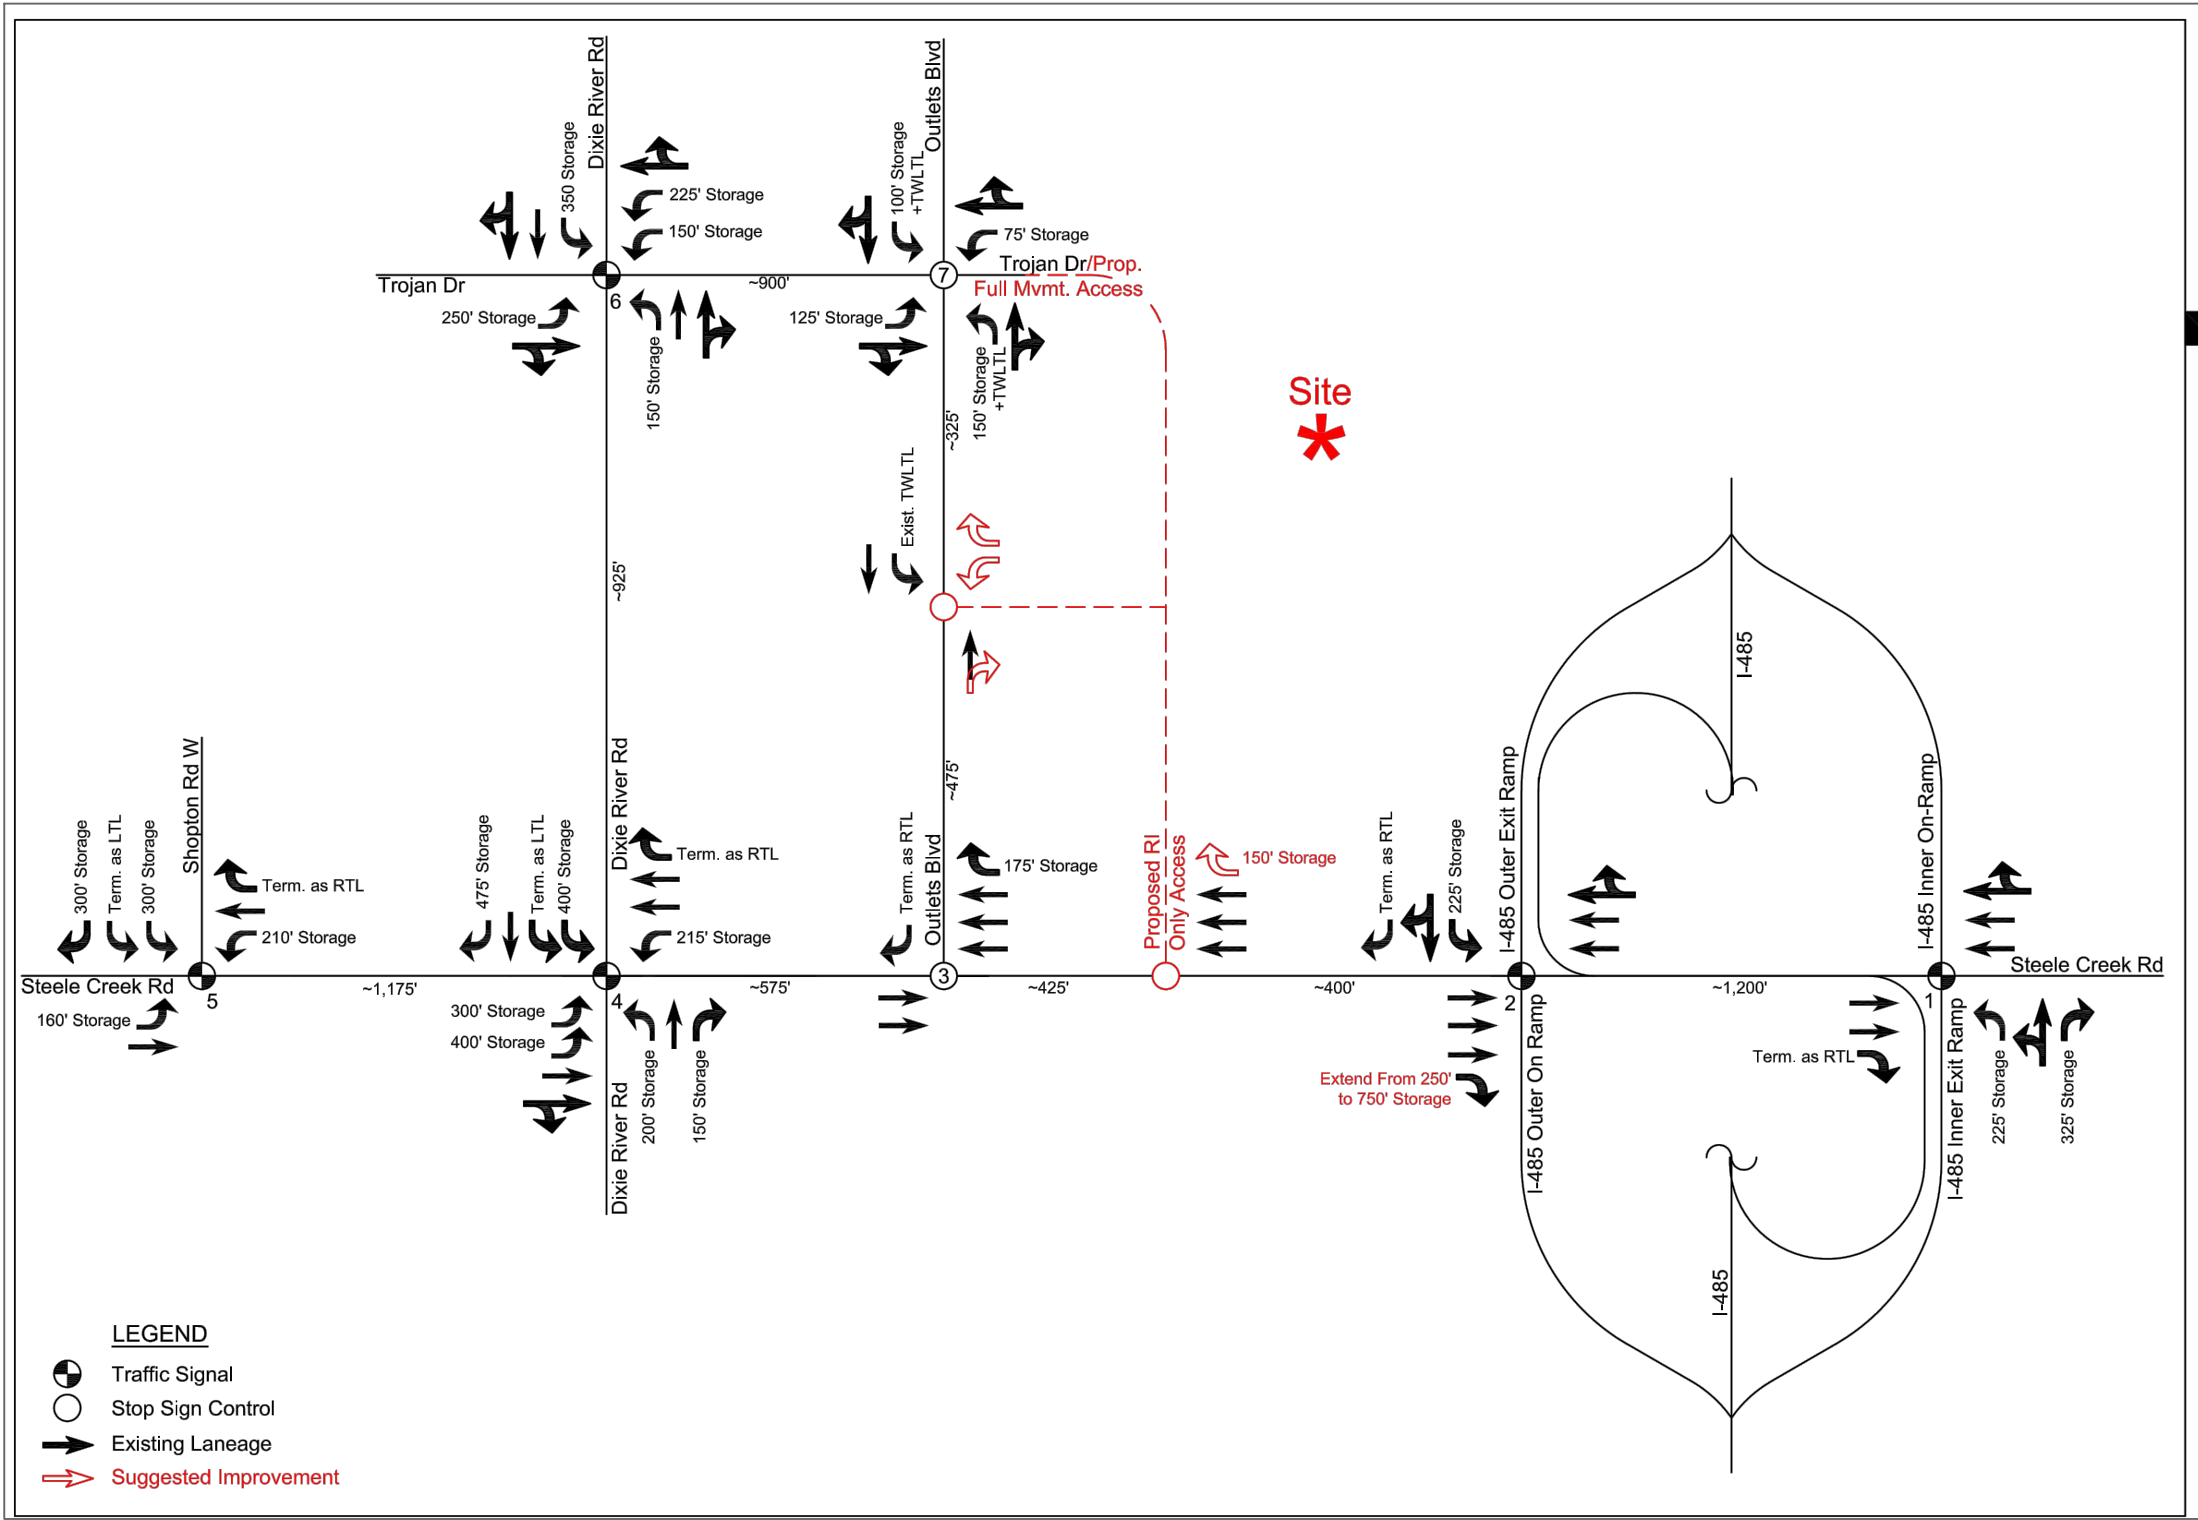 Dixie River Rd
Outlets Blvd
350 Storage
225' Storage
150' Storage
100' Storage
+TWLTL
75' Storage
Trojan Dr
Trojan Dr/Prop.
Full Mvmt. Access
~900'
6
7
250' Storage
150' Storage
125' Storage
150' Storage
+TWLTL
Site
~325'
Exist. TWLTL
~925'
I-485
~475'
Shopton Rd W
300' Storage
Term. as LTL
300' Storage
Term. as RTL
210' Storage
475' Storage
Term. as LTL
400' Storage
Dixie River Rd
Term. as RTL
215' Storage
Term. as RTL
Outlets Blvd
175' Storage
Proposed RI
Only Access
150' Storage
Term. as RTL
225' Storage
I-485 Outer Exit Ramp
I-485 Inner On-Ramp
Steele Creek Rd
Steele Creek Rd
5
~1,175'
4
~575'
3
~425'
~400'
2
~1,200'
1
160' Storage
300' Storage
400' Storage
Dixie River Rd
200' Storage
150' Storage
Extend From 250'
to 750' Storage
I-485 Outer On Ramp
Term. as RTL
I-485 Inner Exit Ramp
225' Storage
325' Storage
I-485
LEGEND
Traffic Signal
Stop Sign Control
Existing Laneage
Suggested Improvement